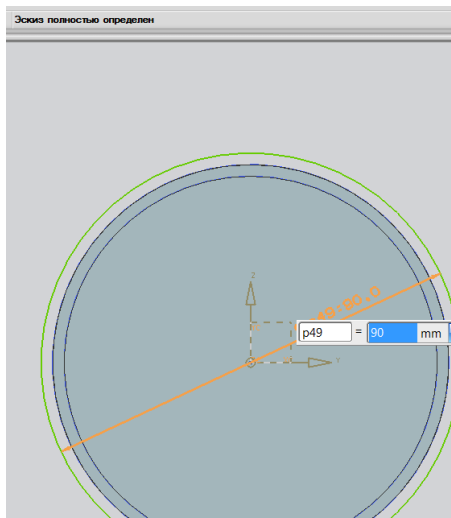 Эскиз полностью определен
Z
p49 = 90 mm
Y